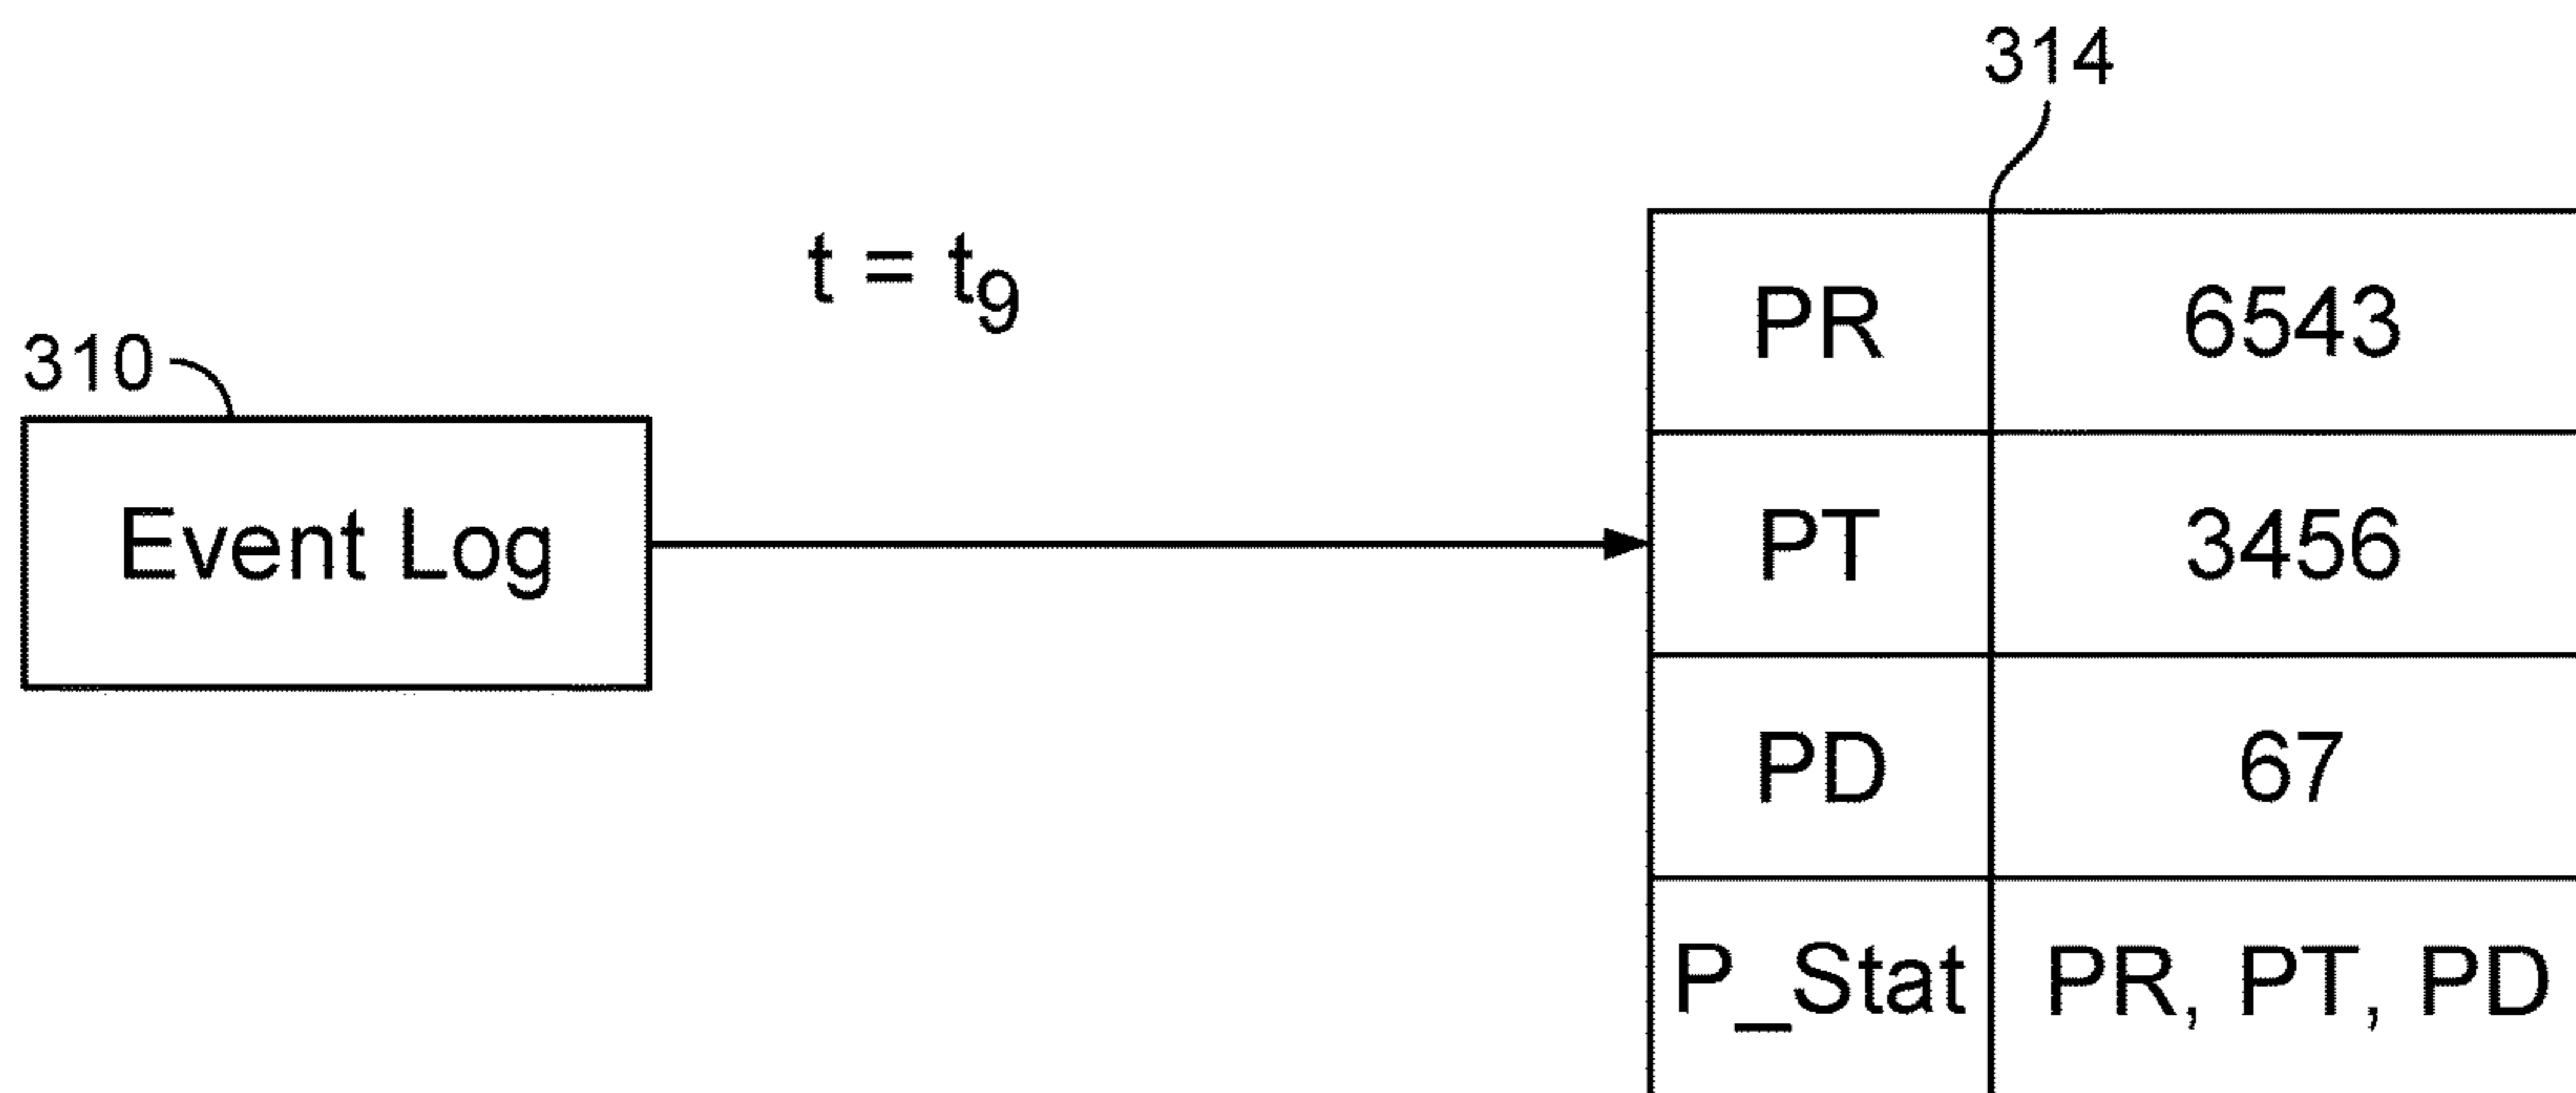 314
t = t9
310
Event Log
PR 6543
PT 3456
PD 67
P_Stat PR, PT, PD